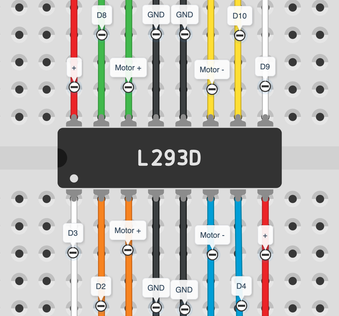 D8
GND
GND
D10
+
Motor +
Motor -
D9
L293D
D3
Motor +
Motor -
+
D2
GND
GND
D4